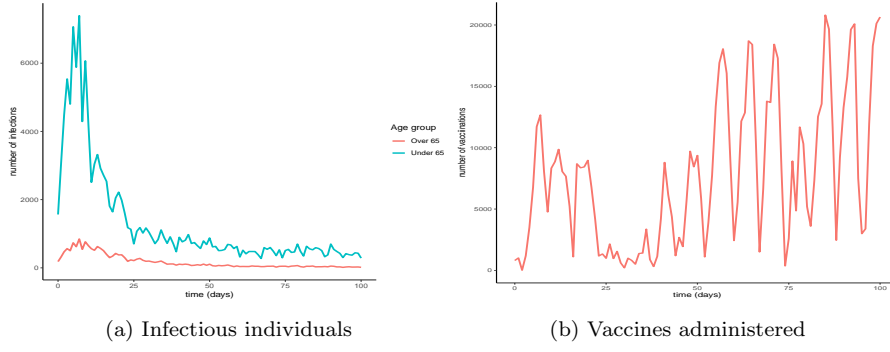 number of infections
6000
4000
2000
0
0
25
50
75
100
time (days)
Age group
Over 65
Under 65
(a) Infectious individuals
number of vaccinations
20000
15000
10000
5000
0
0
25
50
75
100
time (days)
(b) Vaccines administered